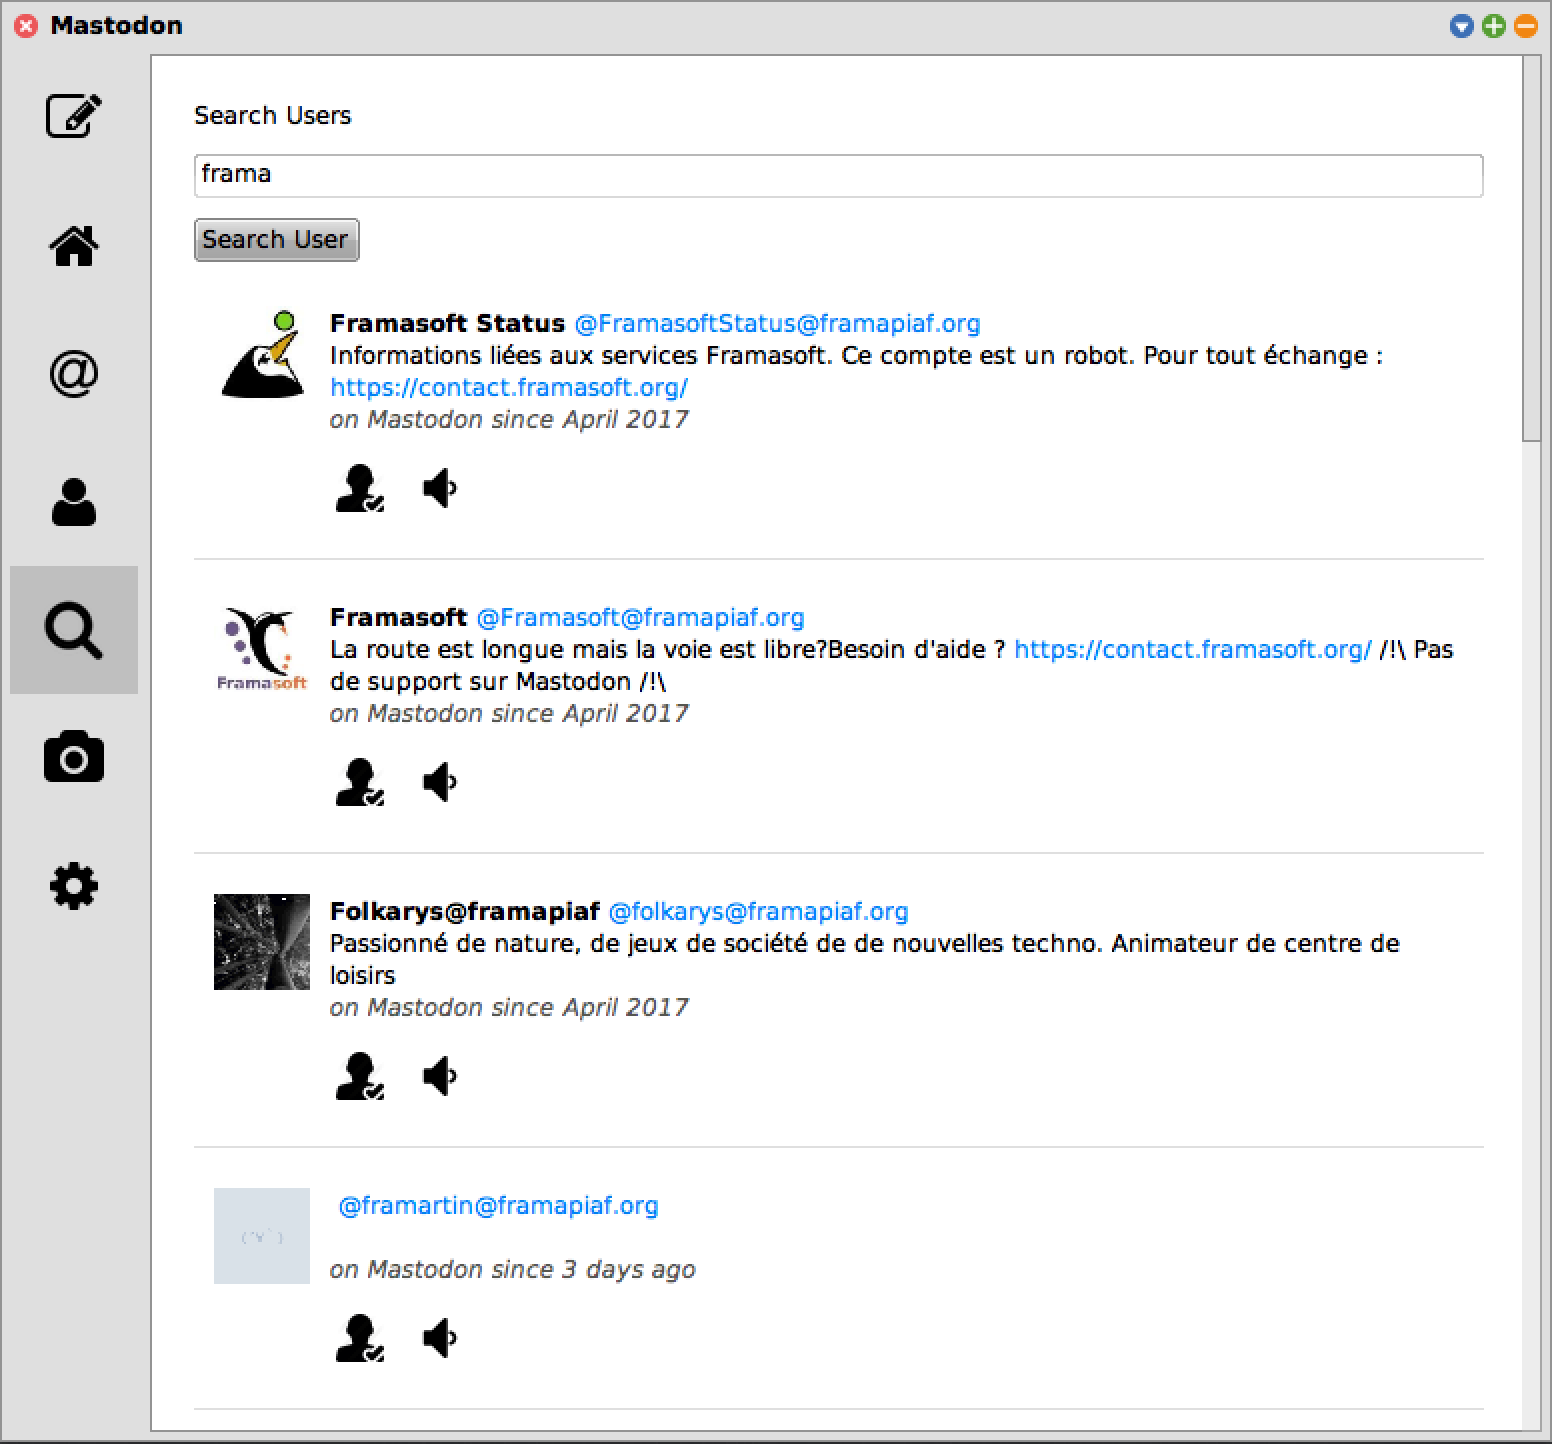 Mastodon
Search Users
frama
Search User
Framasoft Status @FramasoftStatus@framapiaf.org
Informations liées aux services Framasoft. Ce compte est un robot. Pour tout échange :
https://contact.framasoft.org/
on Mastodon since April 2017
Framasoft @Framasoft@framapiaf.org
La route est longue mais la voie est libre?Besoin d'aide ? https://contact.framasoft.org/ /!\ Pas
de support sur Mastodon /!\
on Mastodon since April 2017
Framasoft
Folkarys@framapiaf @folkarys@framapiaf.org
Passionné de nature, de jeux de société de de nouvelles techno. Animateur de centre de
loisirs
on Mastodon since April 2017
@framartin@framapiaf.org
on Mastodon since 3 days ago